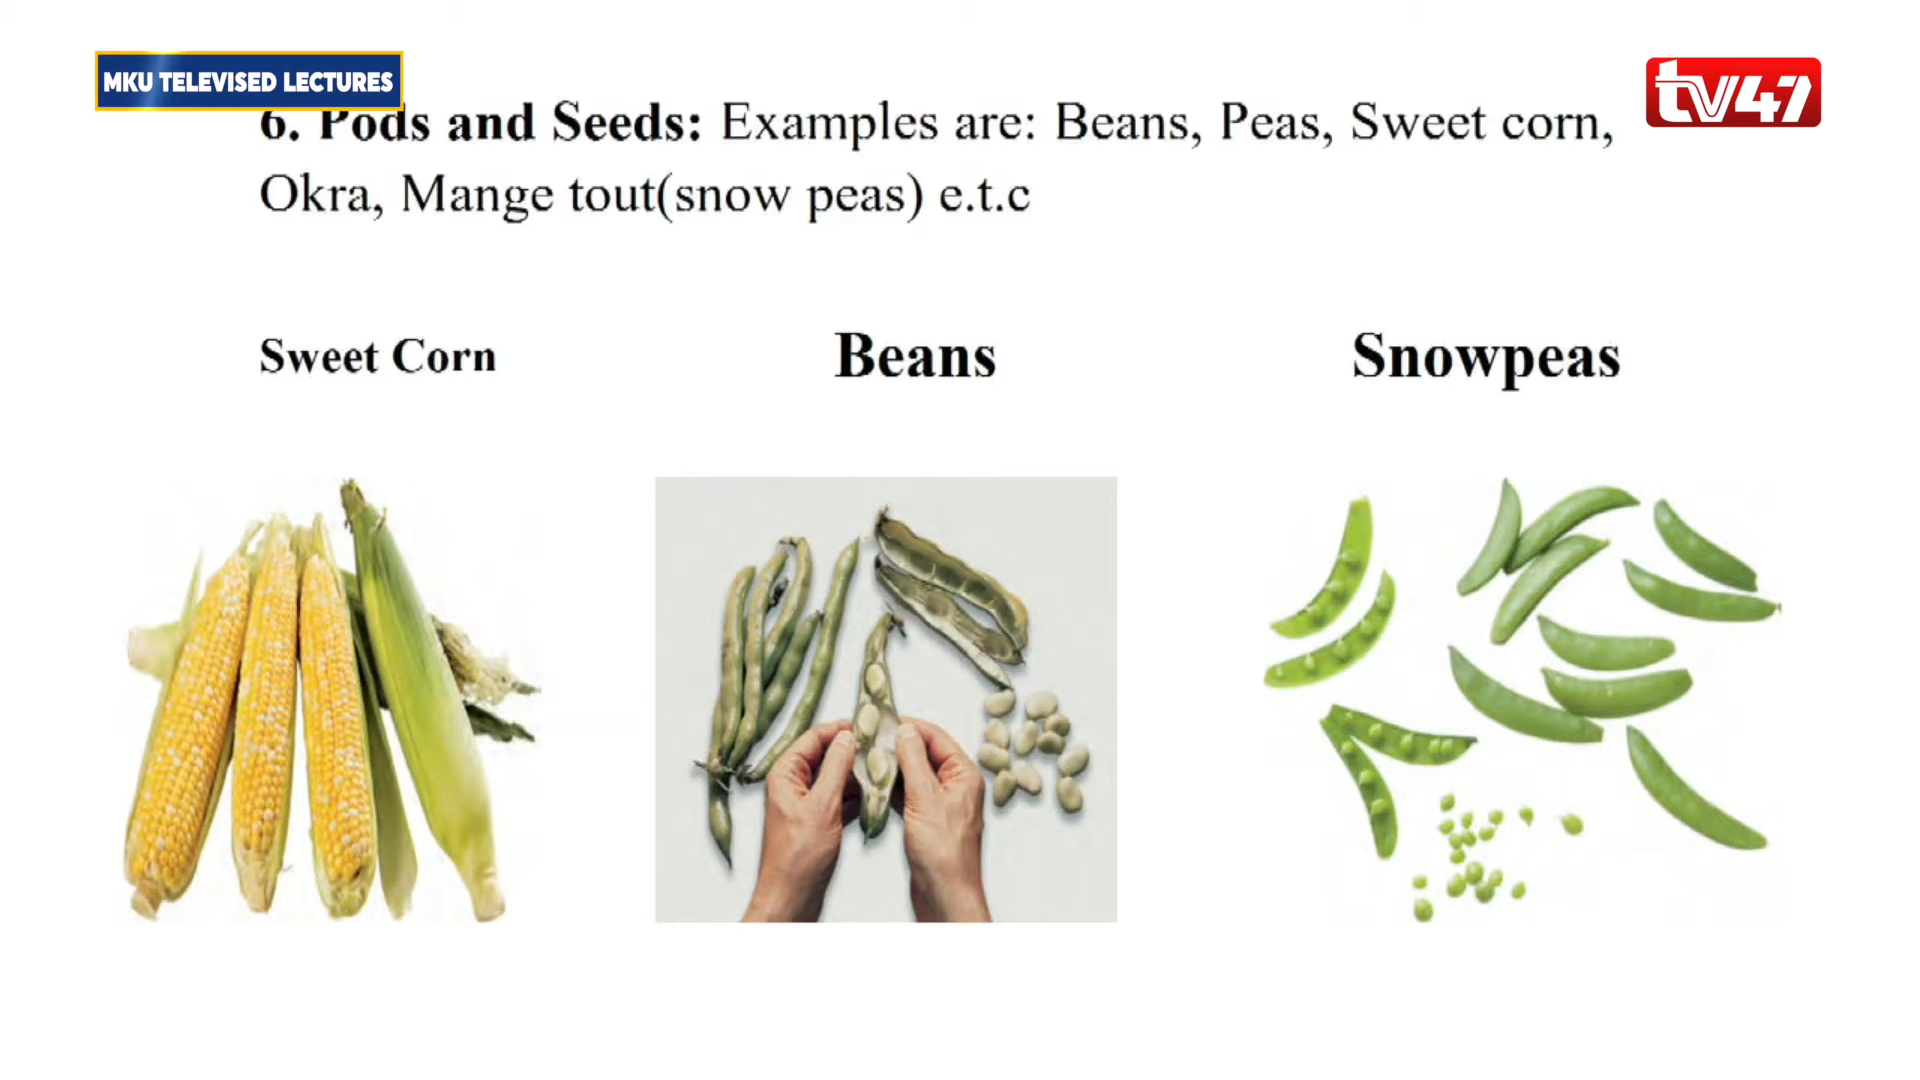 MKU TELEVISED LECTURES
tv47
6. Pods and Seeds: Examples are: Beans, Peas, Sweet corn,
Okra, Mange tout(snow peas) e.t.c
Sweet Corn
Beans
Snowpeas